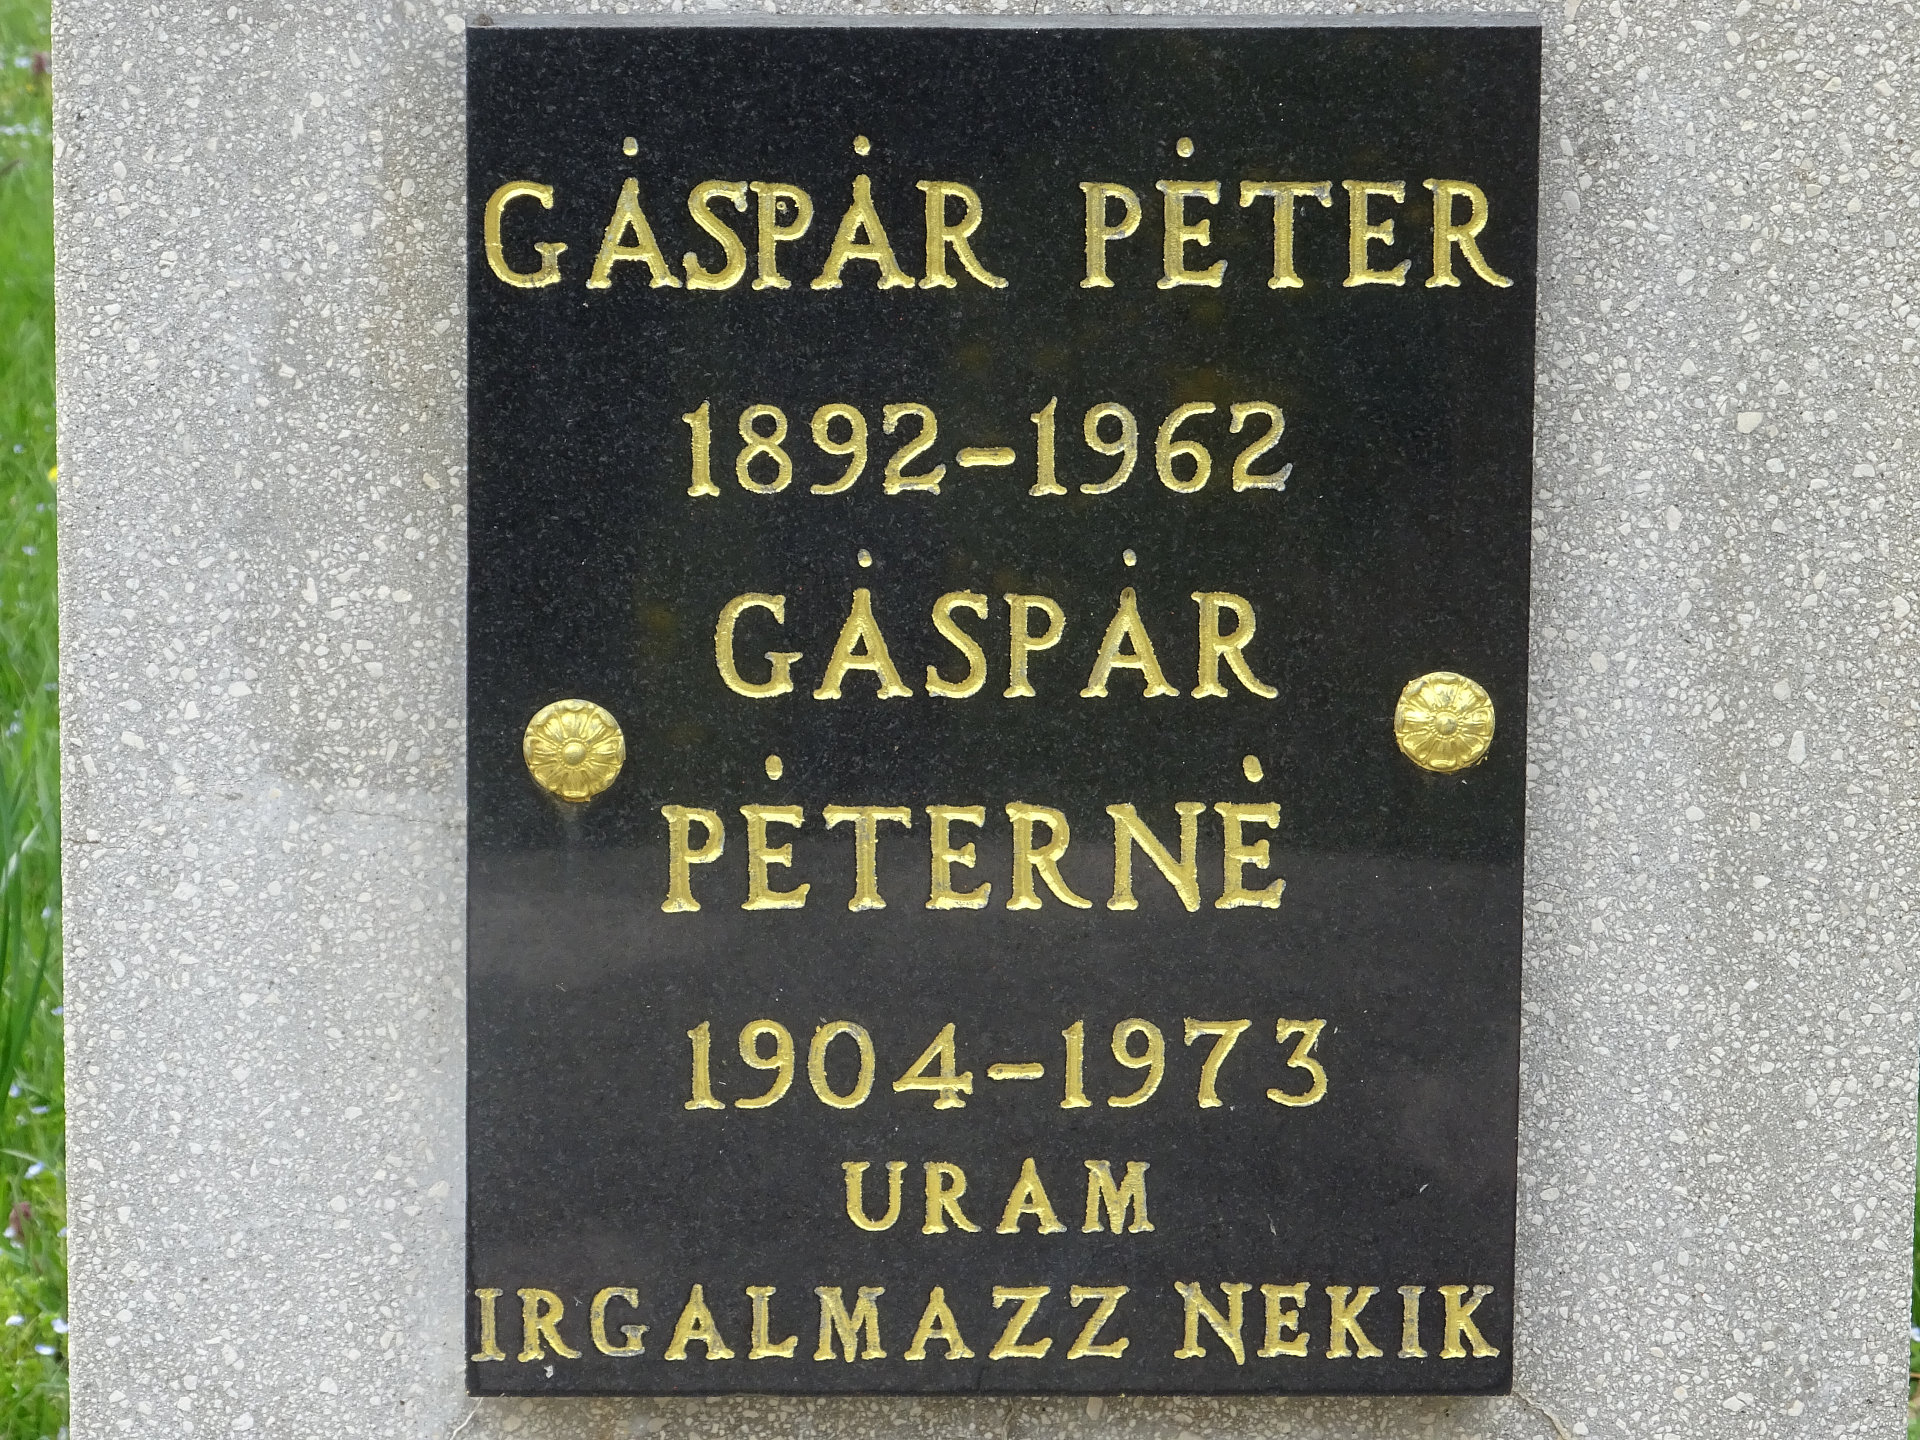 GÁSPÁR PÉTER
1892-1962
GÁSPÁR
PÉTERNÉ
1904-1973
URAM
IRGALMAZZ NEKIK